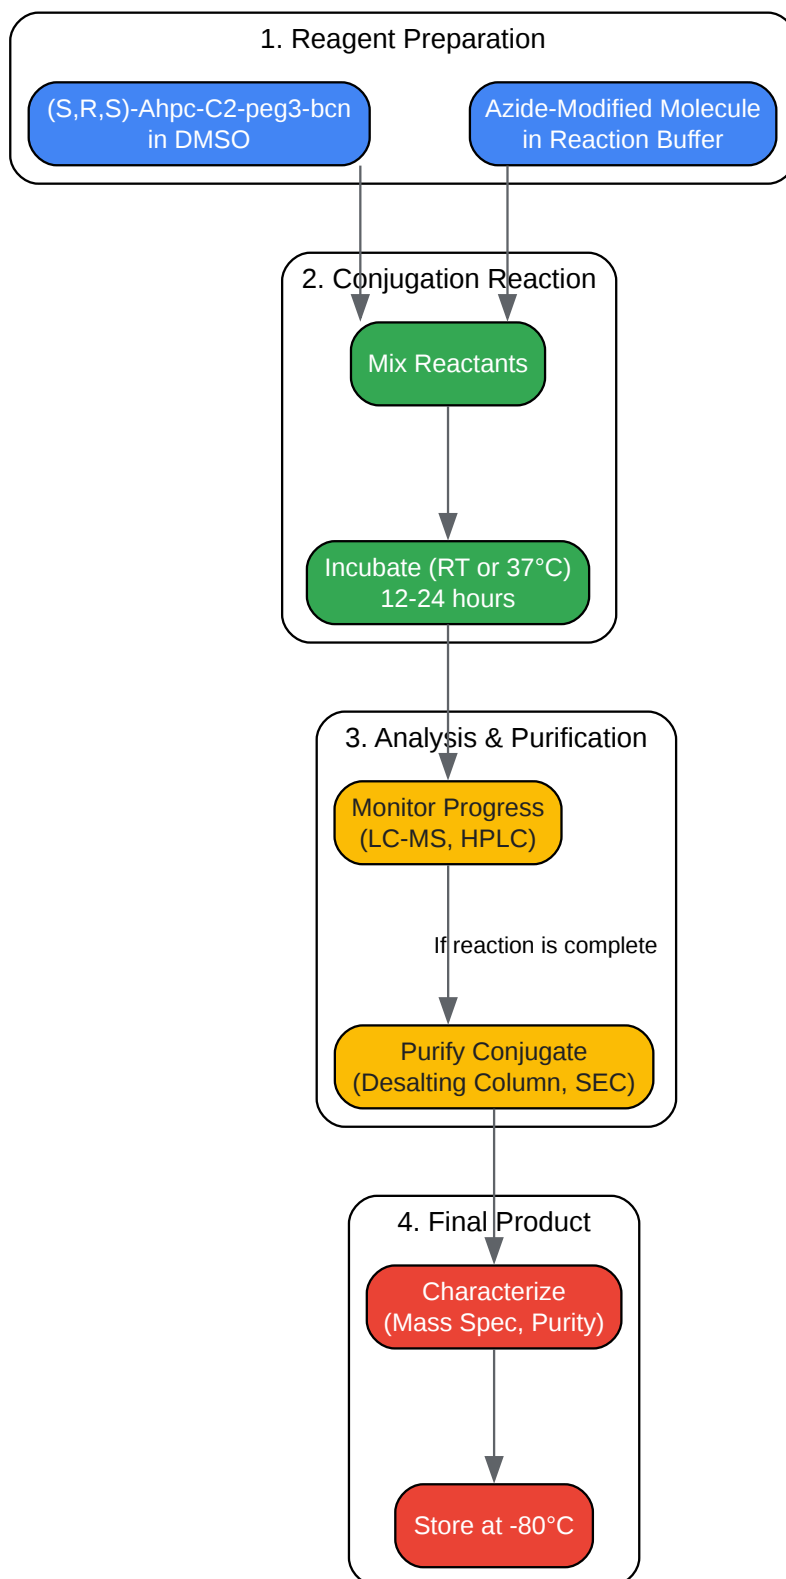 1. Reagent Preparation
(S,R,S)-Ahpc-C2-peg3-bcn
in DMSO
Azide-Modified Molecule
in Reaction Buffer
2. Conjugation Reaction
Mix Reactants
Incubate (RT or 37°C)
12-24 hours
3. Analysis & Purification
Monitor Progress
(LC-MS, HPLC)
If reaction is complete
Purify Conjugate
(Desalting Column, SEC)
4. Final Product
Characterize
(Mass Spec, Purity)
Store at -80°C